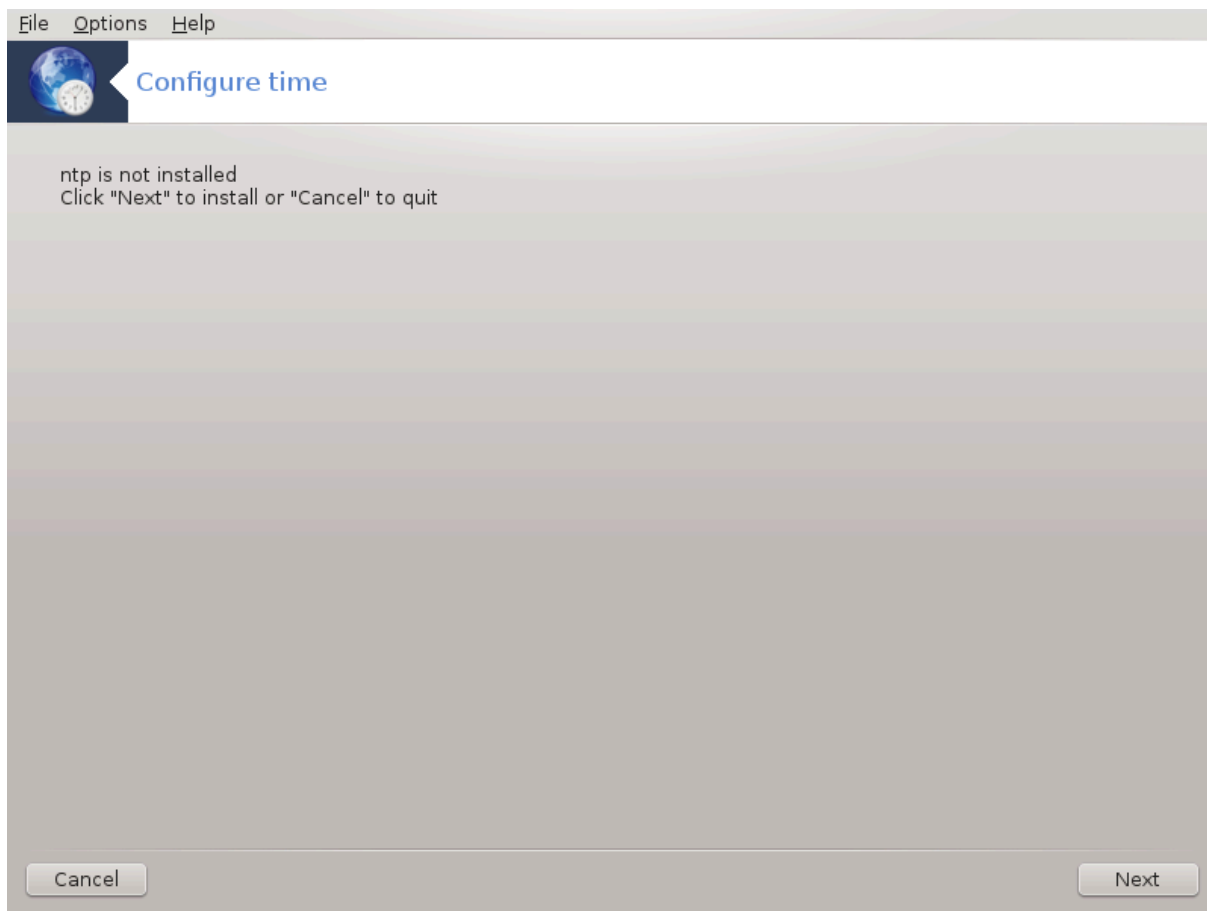 File Options Help
Configure time
ntp is not installed
Click "Next" to install or "Cancel" to quit
Cancel Next